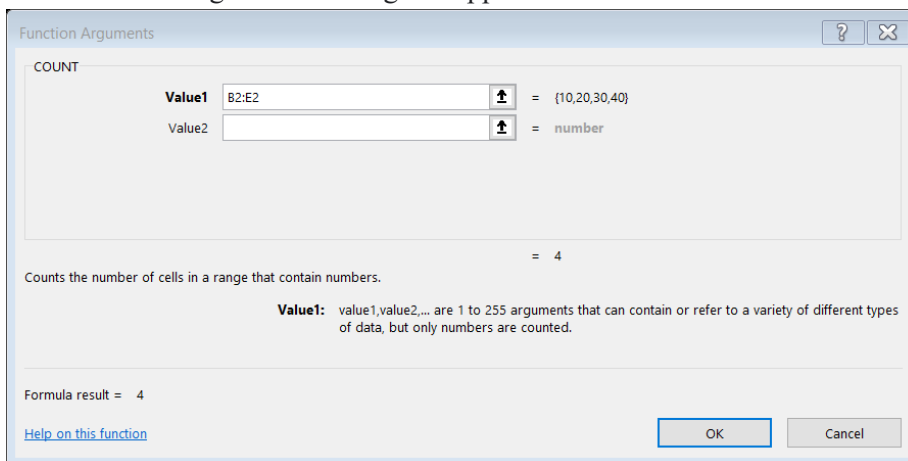 Function Arguments
COUNT
Value1 B2:E2 = {10,20,30,40}
Value2 = number
= 4
Counts the number of cells in a range that contain numbers.
Value1: value1,value2,... are 1 to 255 arguments that can contain or refer to a variety of different types
of data, but only numbers are counted.
Formula result = 4
Help on this function OK Cancel